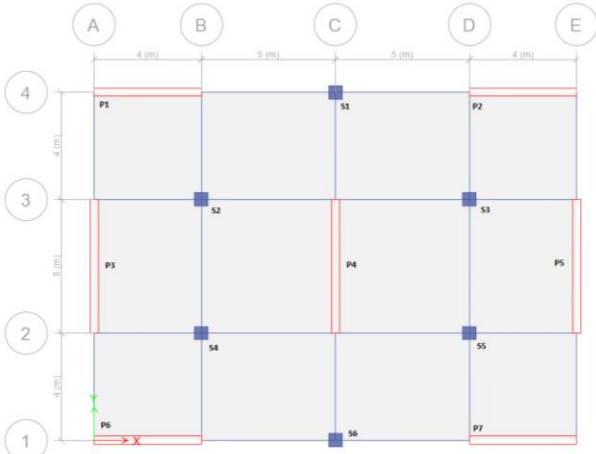 A B C D E
4 (m) 5 (m) 5 (m) 4 (m)
4
P1 S1 P2
4 (m)
3
S2 S3
5 (m)
P3 P4 P5
2
S4 S5
4 (m)
Y
P6 S6 P7
1 X